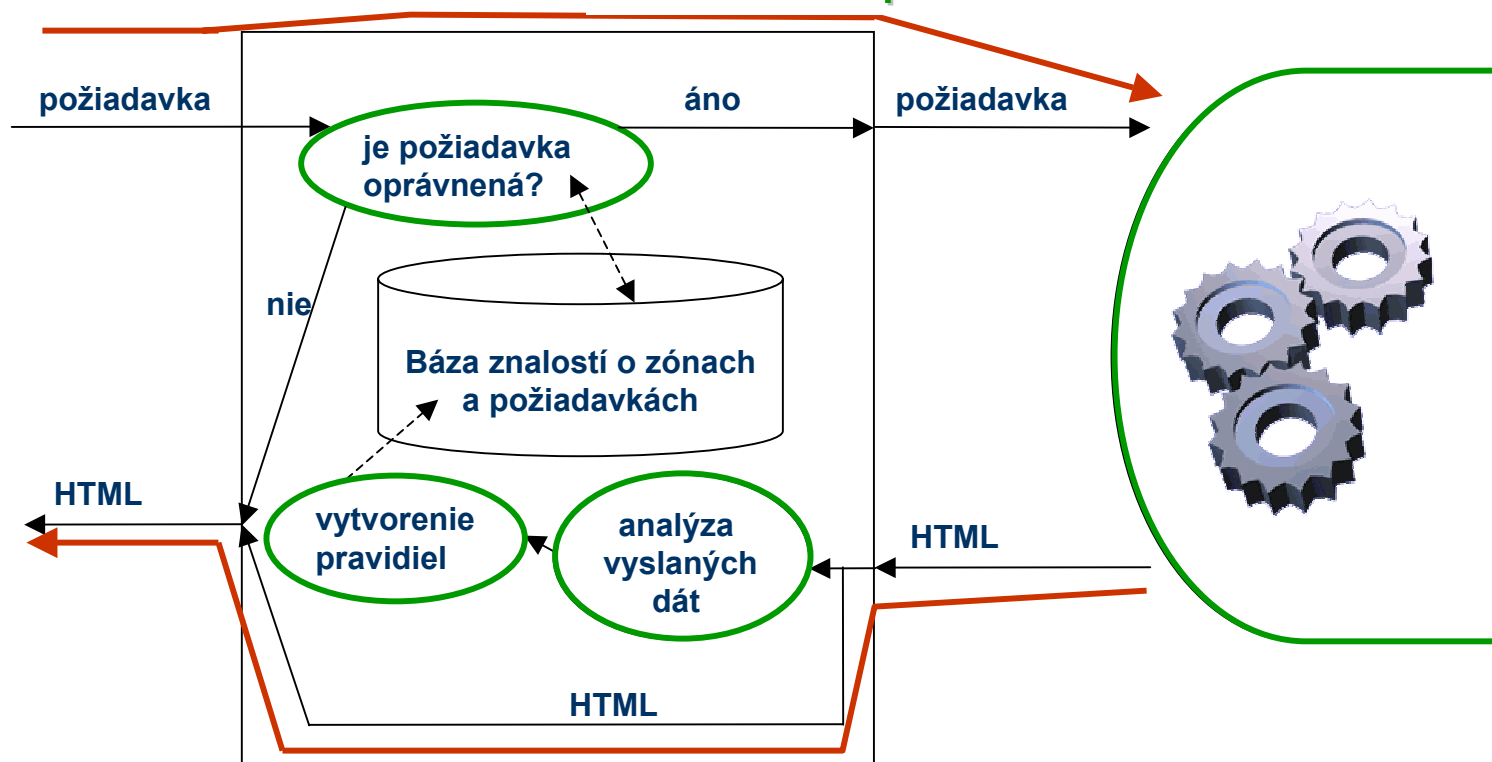 požiadavka
áno
požiadavka
je požiadavka
oprávnená?
nie
Báza znalostí o zónach
a požiadavkách
HTML
vytvorenie
pravidiel
analýza
vyslaných
dát
HTML
HTML